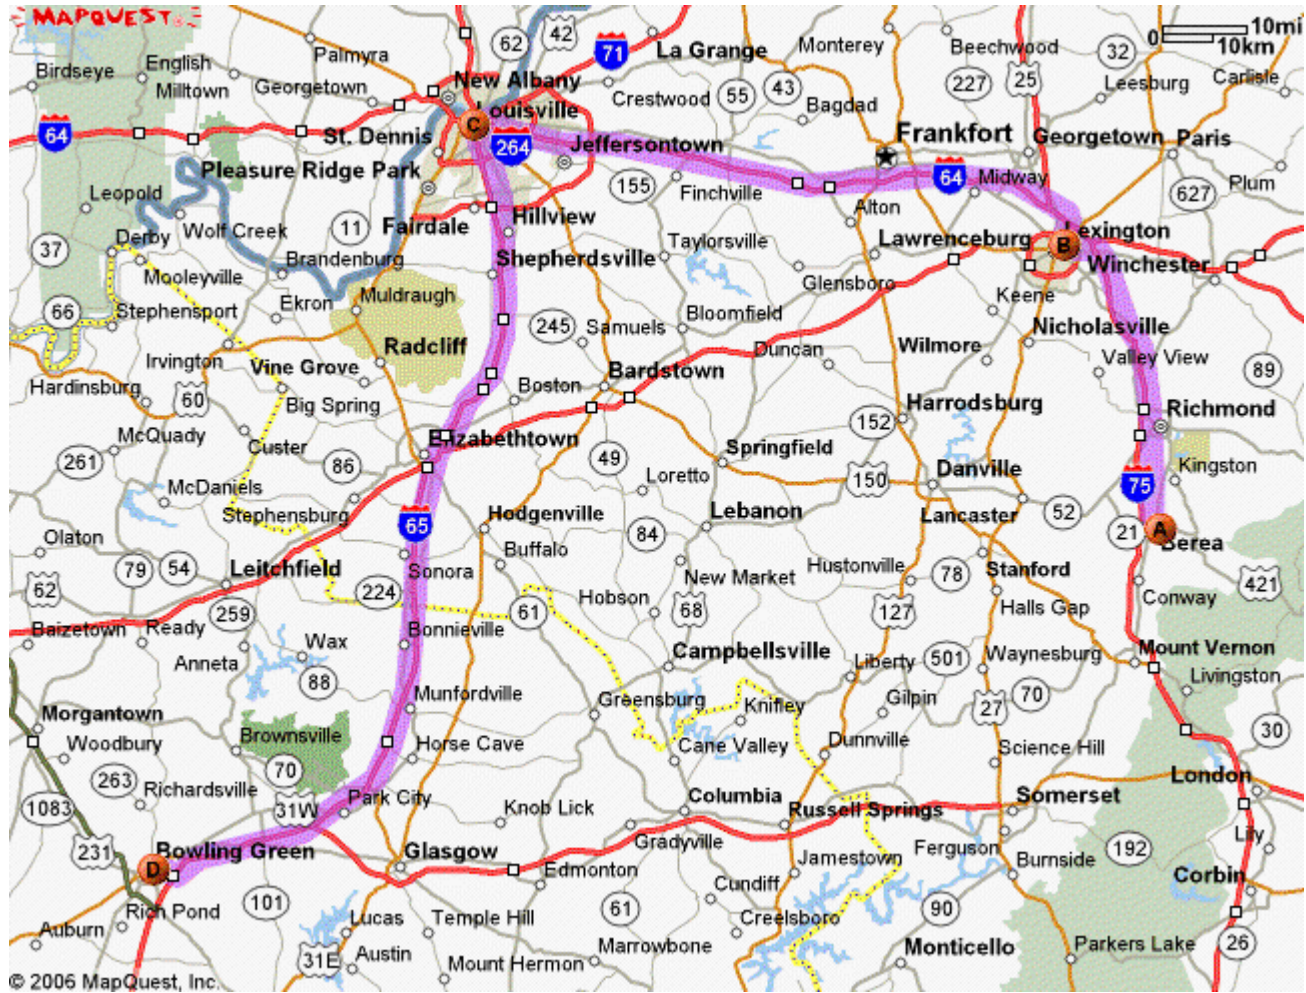 MAPQUEST
10mi
0
10km
Palmyra
62
42
71
La Grange
Monterey
Beechwood
32
Birdseye
English
Milltown
Georgetown
New Albany
Crestwood
55
43
Bagdad
227
25
Leesburg
Carlisle
64
St. Dennis
C
Louisville
264
Jeffersontown
Frankfort
Georgetown
Paris
Pleasure Ridge Park
155
Finchville
64
Midway
Plum
627
Leopold
Wolf Creek
11
Fairdale
Hillview
Alton
Lawrenceburg
B
Lexington
37
Derby
Mooleyville
Brandenburg
Shepherdsville
Taylorsville
Glensboro
Winchester
66
Stephensport
Ekron
Muldraugh
245
Samuels
Bloomfield
Keene
Nicholasville
Irvington
Vine Grove
Radcliff
Duncan
Wilmore
Valley View
89
Hardinsburg
60
Big Spring
Boston
Bardstown
Harrodsburg
Richmond
McQuady
Custer
Elizabethtown
152
261
86
49
Springfield
Loretto
150
Danville
Kingston
McDaniels
Stephensburg
75
65
Hodgenville
Lebanon
Lancaster
52
21
A
Berea
Olaton
84
Buffalo
79
54
Leitchfield
Sonora
New Market
Hustonville
78
Stanford
421
62
259
224
61
Hobson
68
127
Halls Gap
Conway
Baizetown
Ready
Wax
Bonnieville
Anneta
88
Campbellsville
Liberty
501
Waynesburg
Mount Vernon
Munfordville
Greensburg
Knifley
Gilpin
70
Livingston
27
Morgantown
Woodbury
Brownsville
Horse Cave
Cane Valley
Dunnville
Science Hill
30
263
70
Richardsville
31W
Park City
Knob Lick
Columbia
Russell Springs
Somerset
London
1083
231
D
Bowling Green
Glasgow
Gradyville
Jamestown
Ferguson
192
Lily
Edmonton
Burnside
Corbin
101
Cundiff
Rich Pond
Auburn
Lucas
Temple Hill
61
Creelsboro
90
31E
Austin
Marrowbone
Monticello
Parkers Lake
26
Mount Hermon
© 2006 MapQuest, Inc.